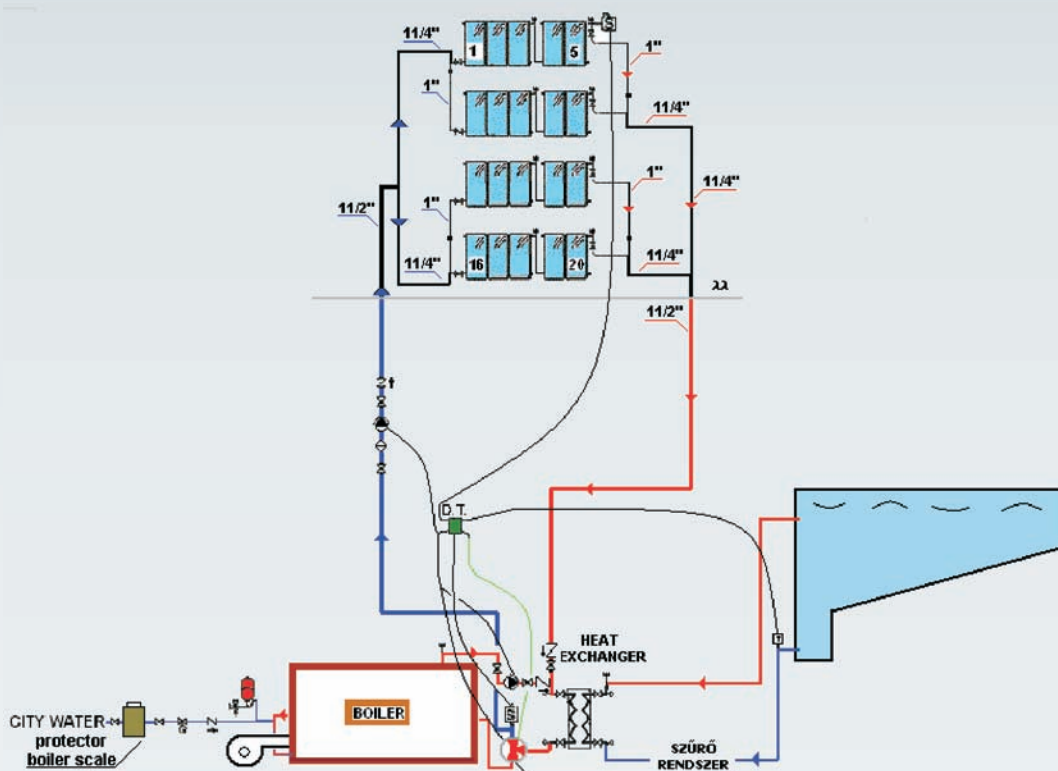 11/4"
1
5
1"
1"
11/4"
11/4"
11/2"
1"
1"
11/4"
16
20
11/4"
גג
11/2"
D.T.
HEAT
EXCHANGER
BOILER
CITY WATER
protector
boiler scale
SZŰRŐ
RENDSZER